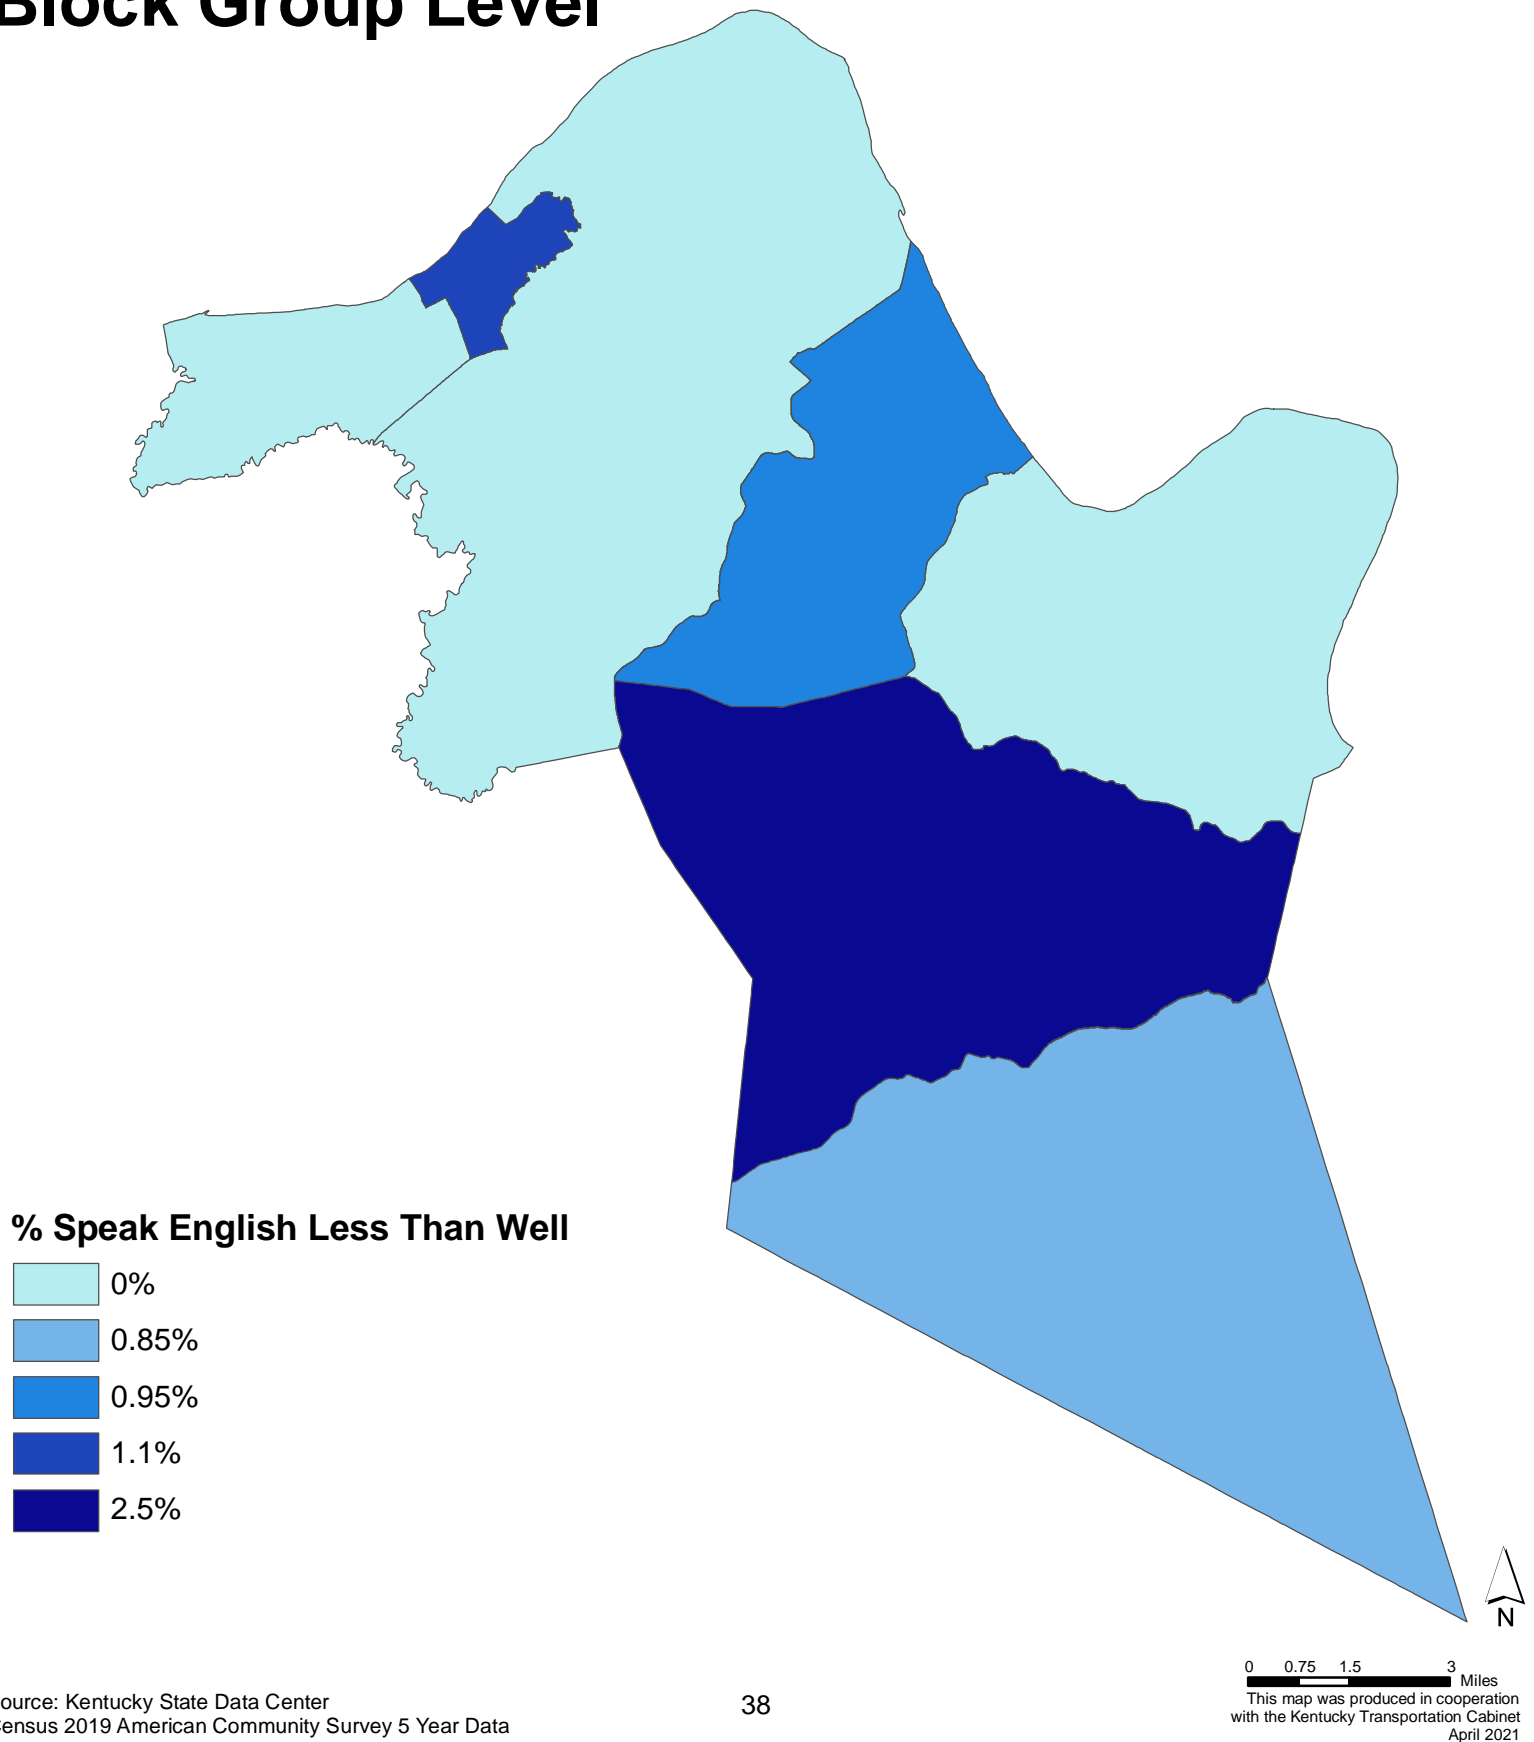 Block Group Level
% Speak English Less Than Well
0%
0.85%
0.95%
1.1%
2.5%
N
0 0.75 1.5 3
Miles
This map was produced in cooperation
with the Kentucky Transportation Cabinet
April 2021
ource: Kentucky State Data Center
ensus 2019 American Community Survey 5 Year Data
38